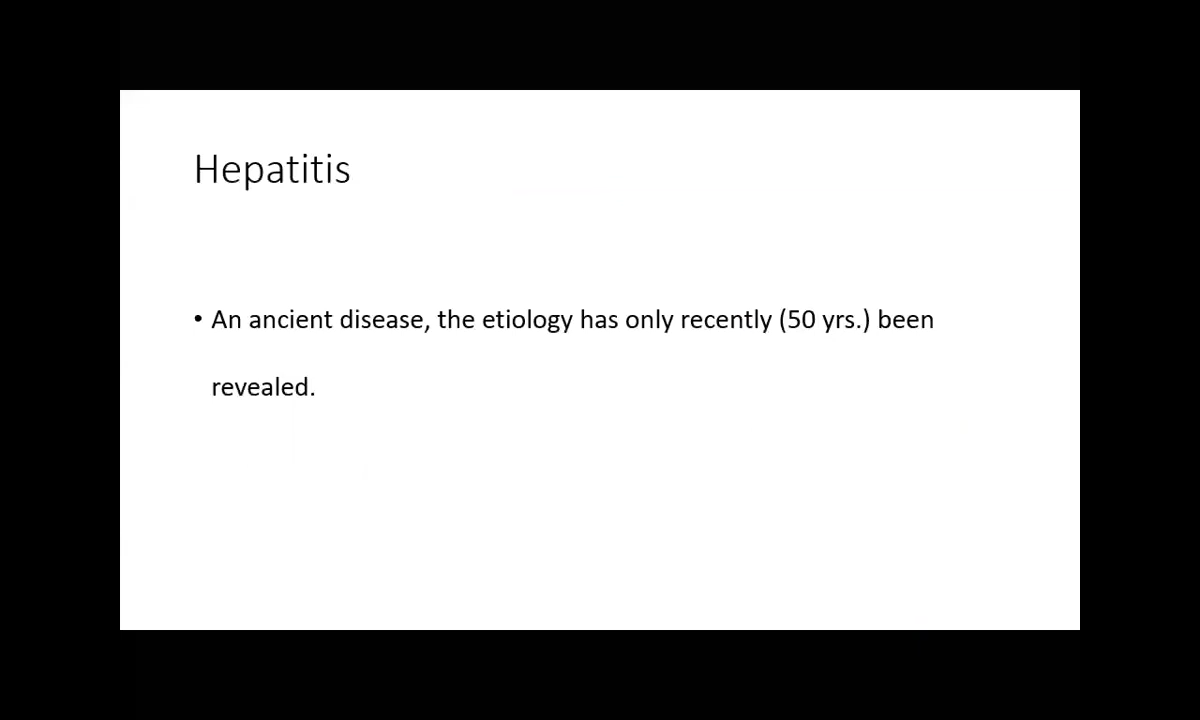 Hepatitis
• An ancient disease, the etiology has only recently (50 yrs.) been
revealed.